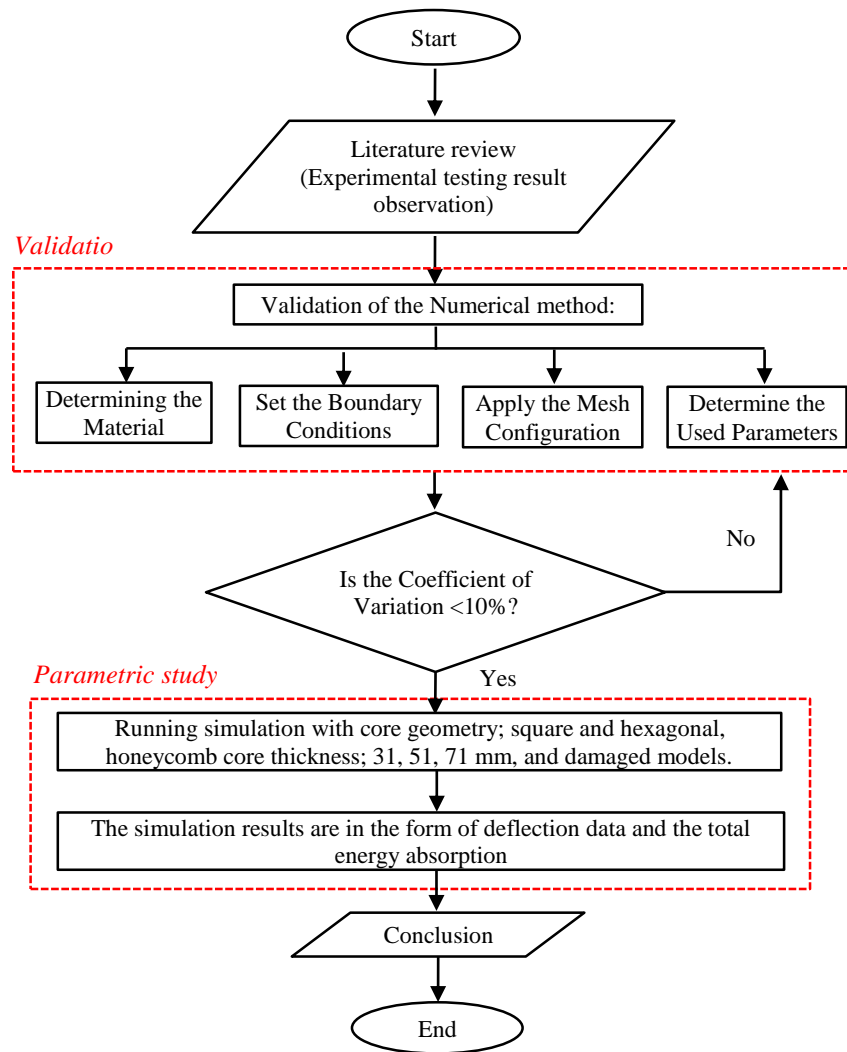 Start
Literature review
(Experimental testing result
observation)
Validatio
Validation of the Numerical method:
Determining the
Material
Set the Boundary
Conditions
Apply the Mesh
Configuration
Determine the
Used Parameters
No
Is the Coefficient of
Variation <10%?
Yes
Parametric study
Running simulation with core geometry; square and hexagonal,
honeycomb core thickness; 31, 51, 71 mm, and damaged models.
The simulation results are in the form of deflection data and the total
energy absorption
Conclusion
End